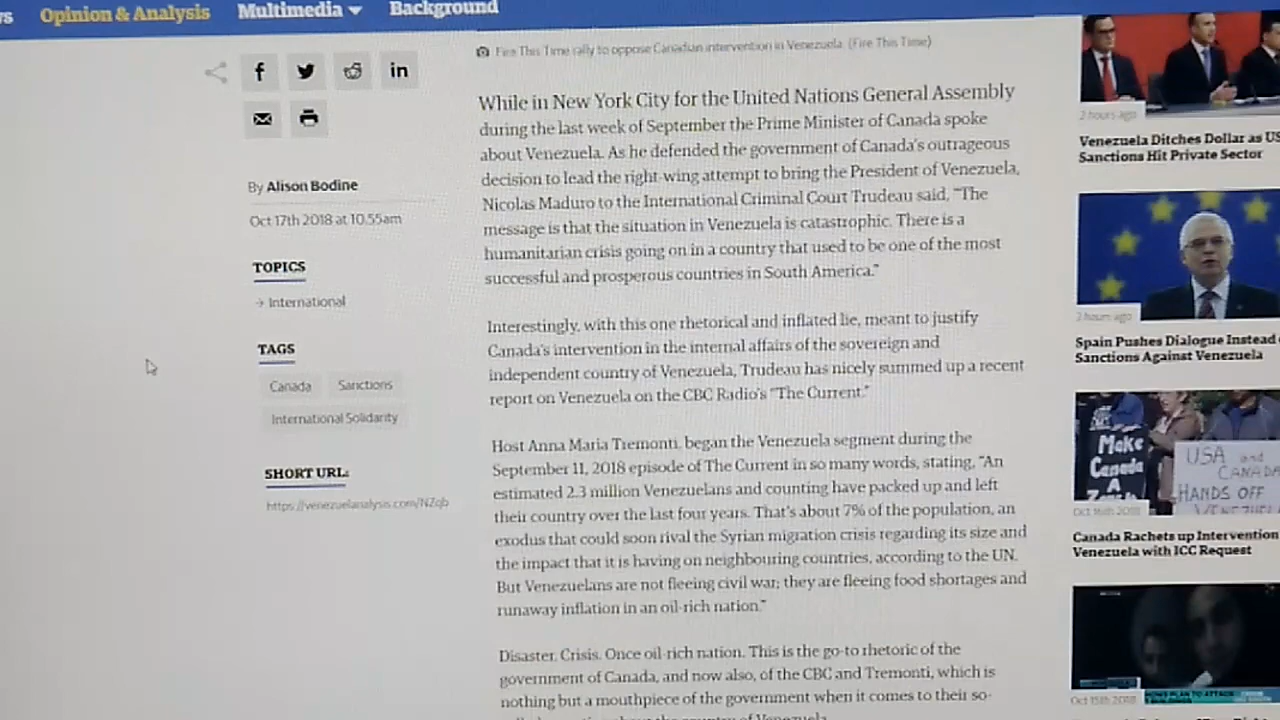 Opinion & Analysis
Multimedia
Background
Fire This Time rally to oppose Canadian intervention in Venezuela. (Fire This Time)
By Alison Bodine
Oct 17th 2018 at 10.55am
TOPICS
→ International
TAGS
Canada
Sanctions
International Solidarity
SHORT URL:
https://venezuelanalysis.com/NZqb
While in New York City for the United Nations General Assembly
during the last week of September the Prime Minister of Canada spoke
about Venezuela. As he defended the government of Canada's outrageous
decision to lead the right-wing attempt to bring the President of Venezuela,
Nicolas Maduro to the International Criminal Court Trudeau said, "The
message is that the situation in Venezuela is catastrophic. There is a
humanitarian crisis going on in a country that used to be one of the most
successful and prosperous countries in South America."
Interestingly, with this one rhetorical and inflated lie, meant to justify
Canada's intervention in the internal affairs of the sovereign and
independent country of Venezuela, Trudeau has nicely summed up a recent
report on Venezuela on the CBC Radio's "The Current."
Host Anna Maria Tremonti, began the Venezuela segment during the
September 11, 2018 episode of The Current in so many words, stating, "An
estimated 2.3 million Venezuelans and counting have packed up and left
their country over the last four years. That's about 7% of the population, an
exodus that could soon rival the Syrian migration crisis regarding its size and
the impact that it is having on neighbouring countries, according to the UN.
But Venezuelans are not fleeing civil war; they are fleeing food shortages and
runaway inflation in an oil-rich nation."
Disaster. Crisis. Once oil-rich nation. This is the go-to rhetoric of the
government of Canada, and now also, of the CBC and Tremonti, which is
nothing but a mouthpiece of the government when it comes to their so-
2 hours ago
Venezuela Ditches Dollar as US
Sanctions Hit Private Sector
2 hours ago
Spain Pushes Dialogue Instead
Sanctions Against Venezuela
Make
Canada
A
USA and
CANADA
HANDS OFF
Oct 16th 2018
Canada Rachets up Intervention
Venezuela with ICC Request
Oct 15th 2018